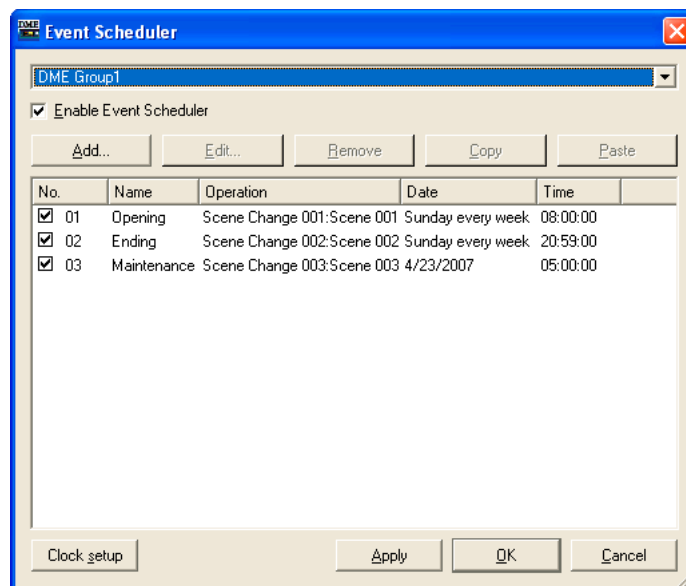 Event Scheduler
DME Group1
Enable Event Scheduler
Add... Edit... Remove Copy Paste
No. Name Operation Date Time
01 Opening Scene Change 001:Scene 001 Sunday every week 08:00:00
02 Ending Scene Change 002:Scene 002 Sunday every week 20:59:00
03 Maintenance Scene Change 003:Scene 003 4/23/2007 05:00:00
Clock setup Apply OK Cancel